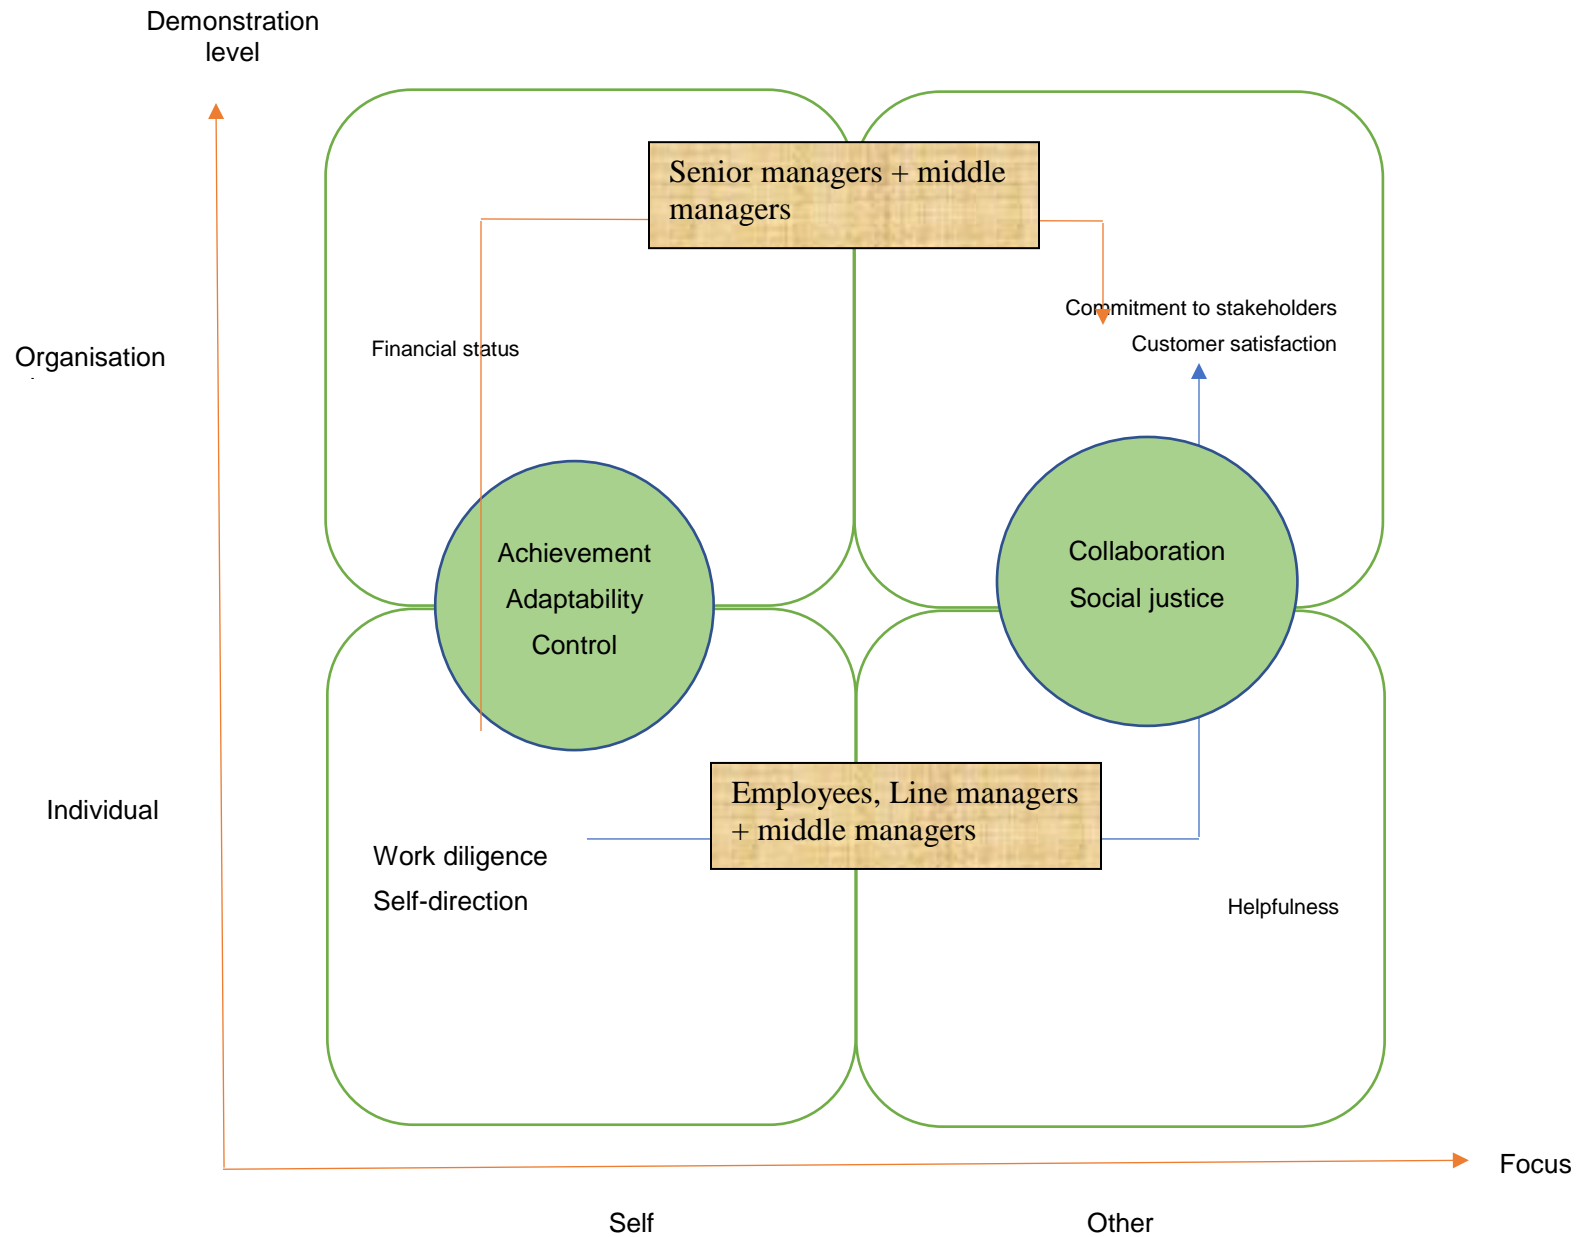 Demonstration
level
Senior managers + middle
managers
Commitment to stakeholders
Customer satisfaction
Financial status
Organisation
Achievement
Adaptability
Control
Collaboration
Social justice
Employees, Line managers
+ middle managers
Individual
Work diligence
Self-direction
Helpfulness
Focus
Self
Other